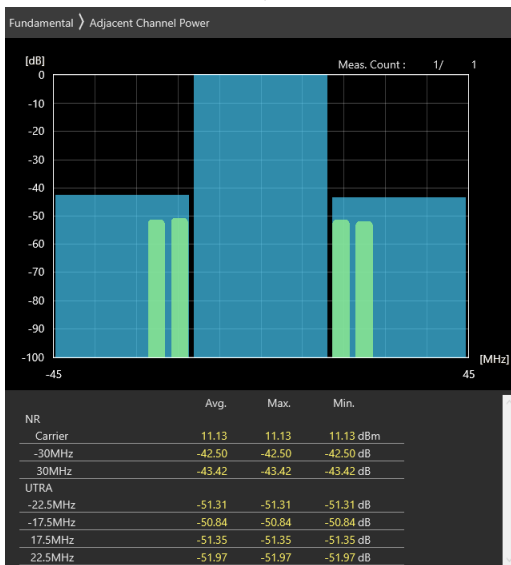 Fundamental 〉 Adjacent Channel Power
[dB]
Meas. Count : 1/ 1
0
-10
-20
-30
-40
-50
-60
-70
-80
-90
-100
[MHz]
-45 45
Avg. Max. Min.
NR
Carrier 11.13 11.13 11.13 dBm
-30MHz -42.50 -42.50 -42.50 dB
30MHz -43.42 -43.42 -43.42 dB
UTRA
-22.5MHz -51.31 -51.31 -51.31 dB
-17.5MHz -50.84 -50.84 -50.84 dB
17.5MHz -51.35 -51.35 -51.35 dB
22.5MHz -51.97 -51.97 -51.97 dB